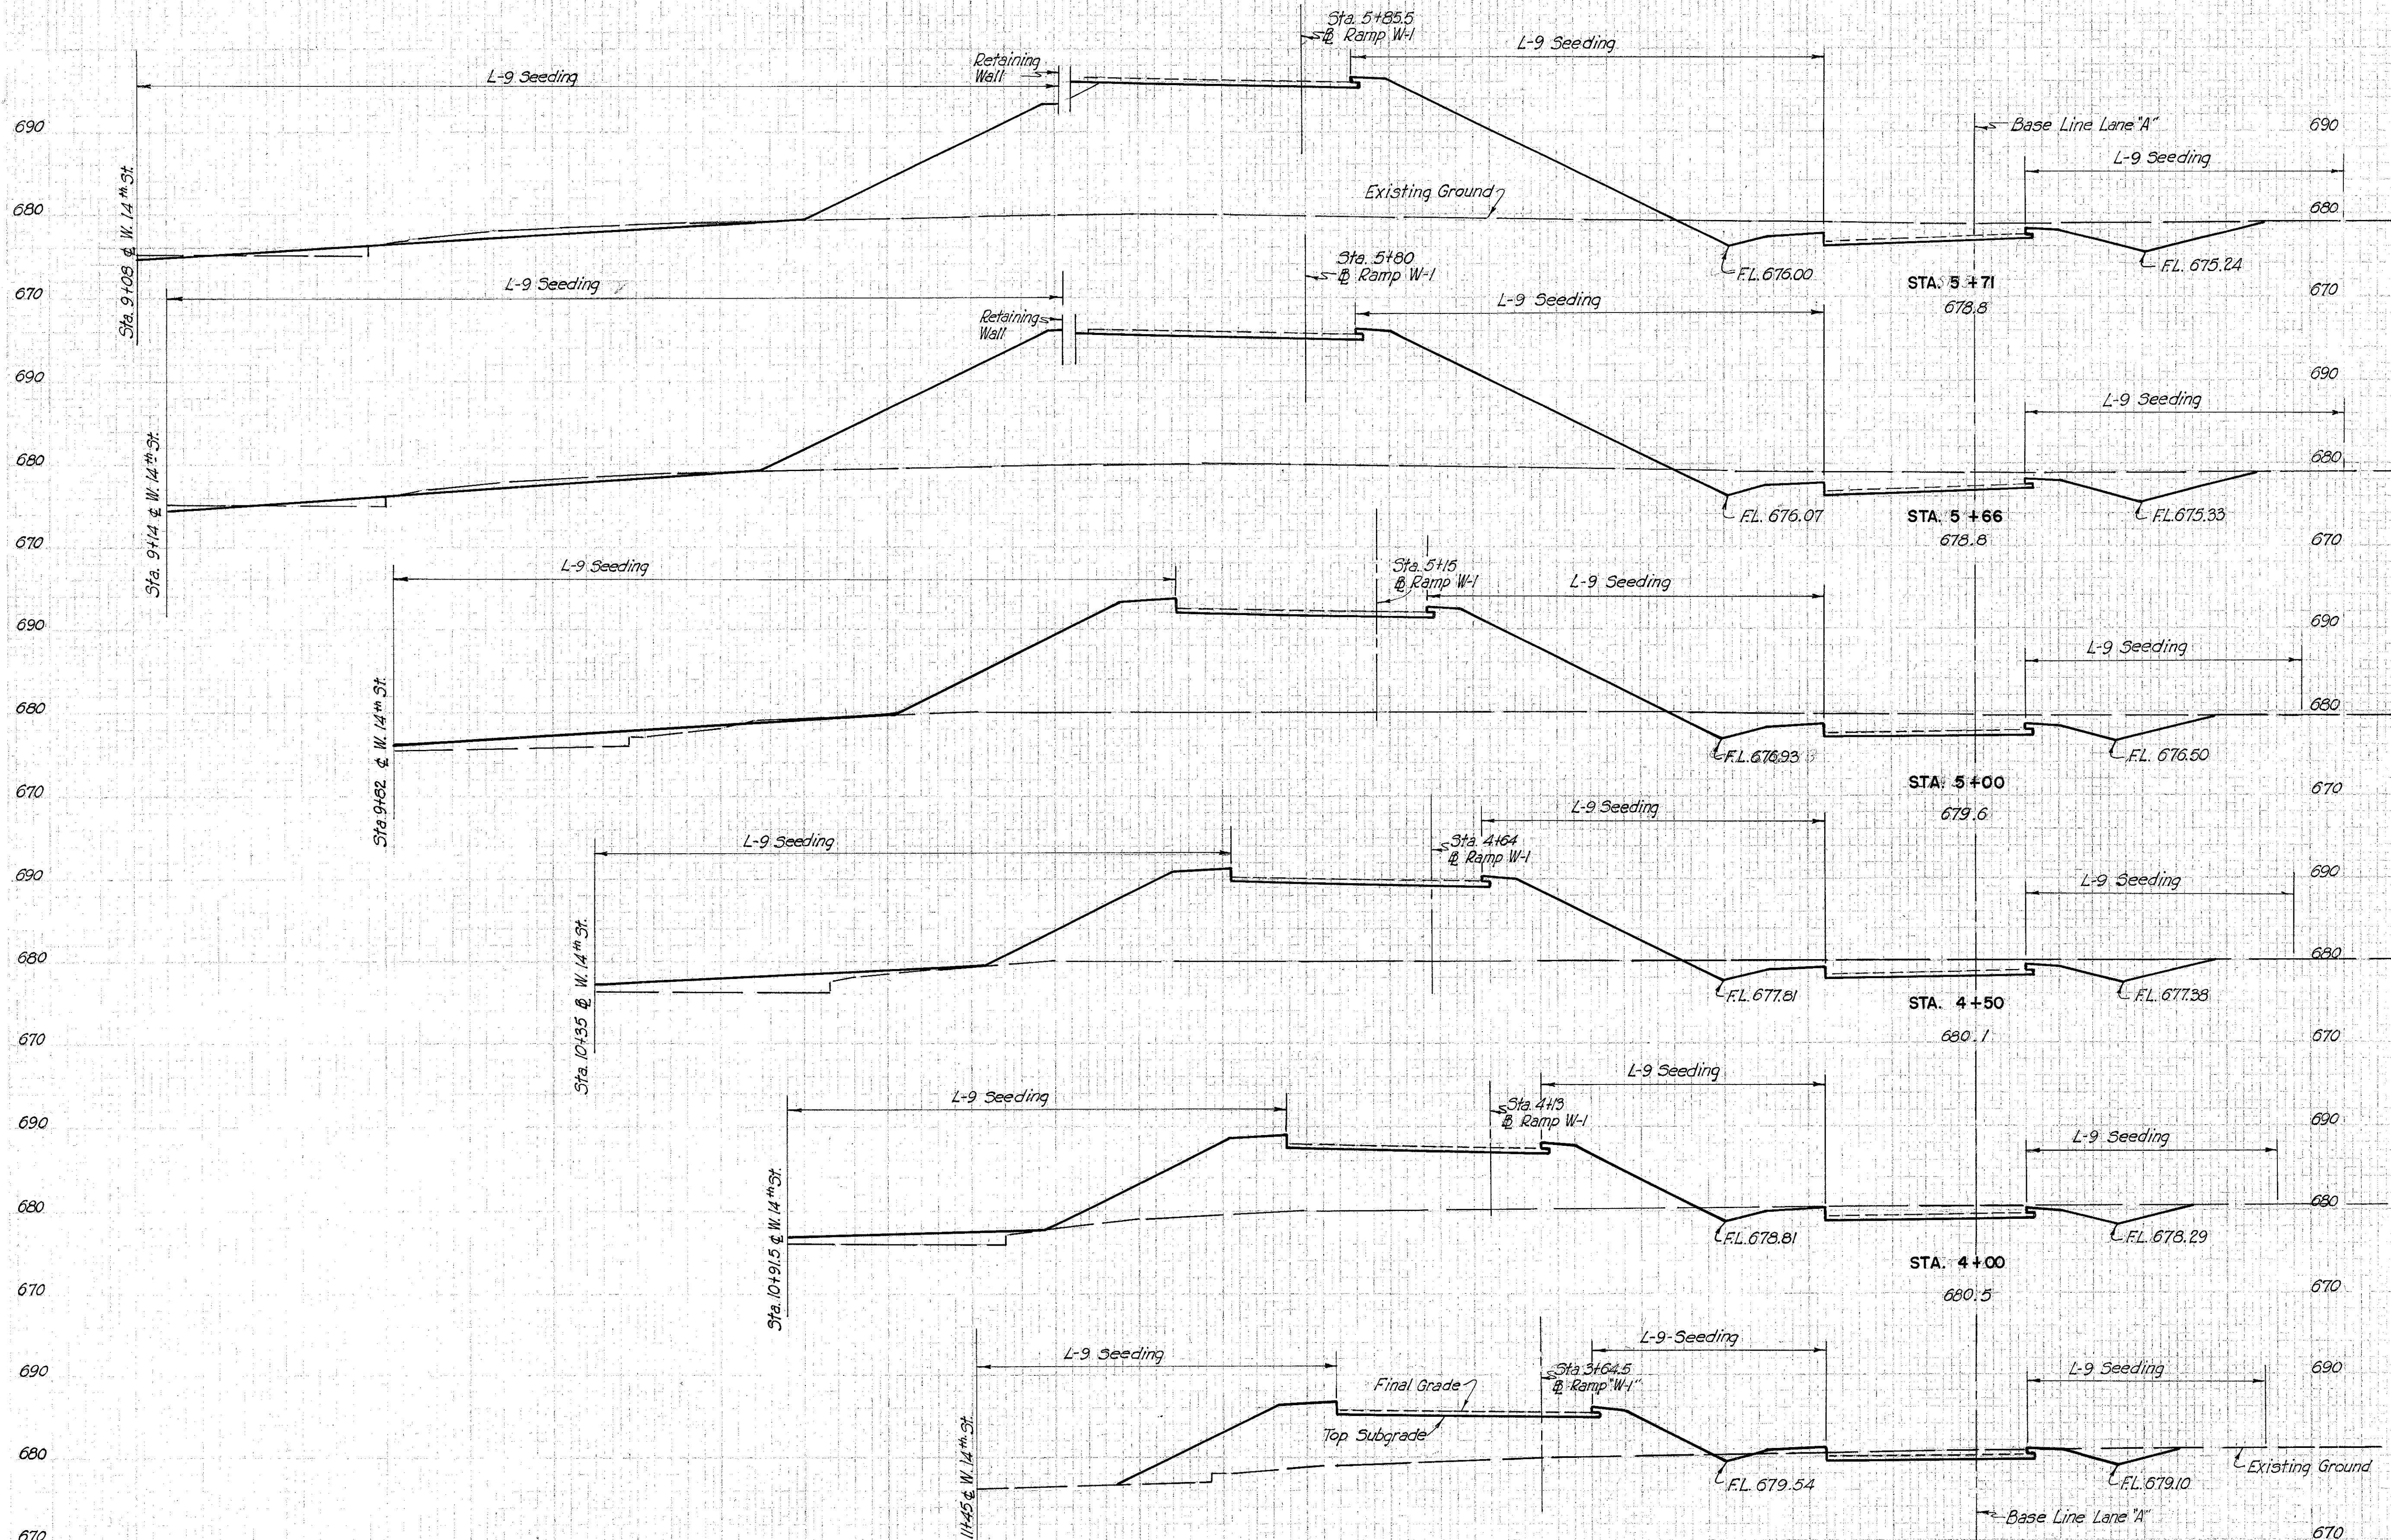 Sta. 5+85.5
℄ Ramp W-1
L-9 Seeding
Retaining
Wall
L-9 Seeding
690
Base Line Lane "A"
690
L-9 Seeding
Sta. 9+08 ℄ W. 14th St.
Existing Ground
680
680
F.L. 676.00
F.L. 675.24
STA. 5+71
678.8
670
670
Sta. 5+80
℄ Ramp W-1
L-9 Seeding
L-9 Seeding
Retaining
Wall
690
690
L-9 Seeding
Sta. 9+14 ℄ W. 14th St.
680
680
F.L. 676.07
F.L. 675.33
STA. 5+66
678.8
670
670
L-9 Seeding
Sta. 5+15
℄ Ramp W-1
L-9 Seeding
690
690
L-9 Seeding
Sta. 9+82 ℄ W. 14th St.
680
680
F.L. 676.93
F.L. 676.50
STA. 5+00
679.6
670
670
L-9 Seeding
L-9 Seeding
Sta. 4+64
℄ Ramp W-1
690
690
L-9 Seeding
Sta. 10+35 ℄ W. 14th St.
680
680
F.L. 677.81
F.L. 677.38
STA. 4+50
680.1
670
670
L-9 Seeding
L-9 Seeding
Sta. 4+13
℄ Ramp W-1
690
690
L-9 Seeding
Sta. 10+91.5 ℄ W. 14th St.
680
680
F.L. 678.81
F.L. 678.29
STA. 4+00
680.5
670
670
L-9 Seeding
L-9 Seeding
Sta. 3+64.5
℄ Ramp "W-1"
690
690
L-9 Seeding
Final Grade
Top Subgrade
11+45 ℄ W. 14th St.
680
680
F.L. 679.54
F.L. 679.10
Existing Ground
Base Line Lane "A"
670
670